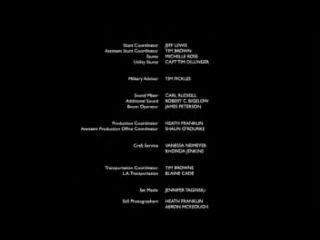 Stunt Coordinator JEFF LEWIS
Assistant Stunt Coordinator TIM BROWN
Stunts MICHELLE ROSE
Utility Stunts CAPT TIM DILLINGER
Military Advisor TIM PICKLES
Sound Mixer CARL RUDISILL
Additional Sound ROBERT C. BIGELOW
Boom Operator JAMES PETERSON
Production Coordinator HEATH FRANKLIN
Assistant Production Office Coordinator SHAUN O'ROURKE
Craft Service VANESSA NEIMEYER
RHONDA JENKINS
Transportation Coordinator TIM BROWNE
LA Transportation BLAINE CADE
Set Medic JENNIFER
Still Photographers HEATH FRANKLIN
AERON MCKEOUGH